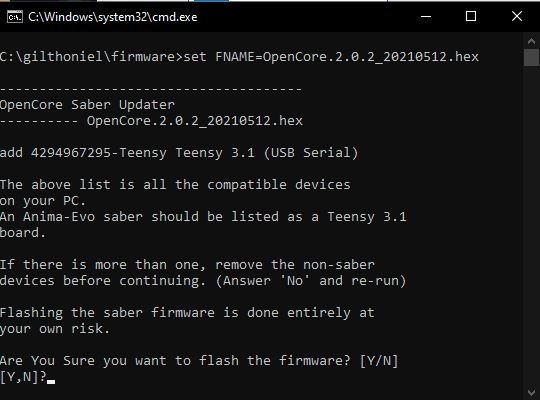 C:\Windows\system32\cmd.exe
C:\gilthoniel\firmware>set FNAME=OpenCore.2.0.2_20210512.hex
--------------------------------------
OpenCore Saber Updater
---------- OpenCore.2.0.2_20210512.hex
add 4294967295-Teensy Teensy 3.1 (USB Serial)
The above list is all the compatible devices
on your PC.
An Anima-Evo saber should be listed as a Teensy 3.1
board.
If there is more than one, remove the non-saber
devices before continuing. (Answer 'No' and re-run)
Flashing the saber firmware is done entirely at
your own risk.
Are You Sure you want to flash the firmware? [Y/N]
[Y,N]?